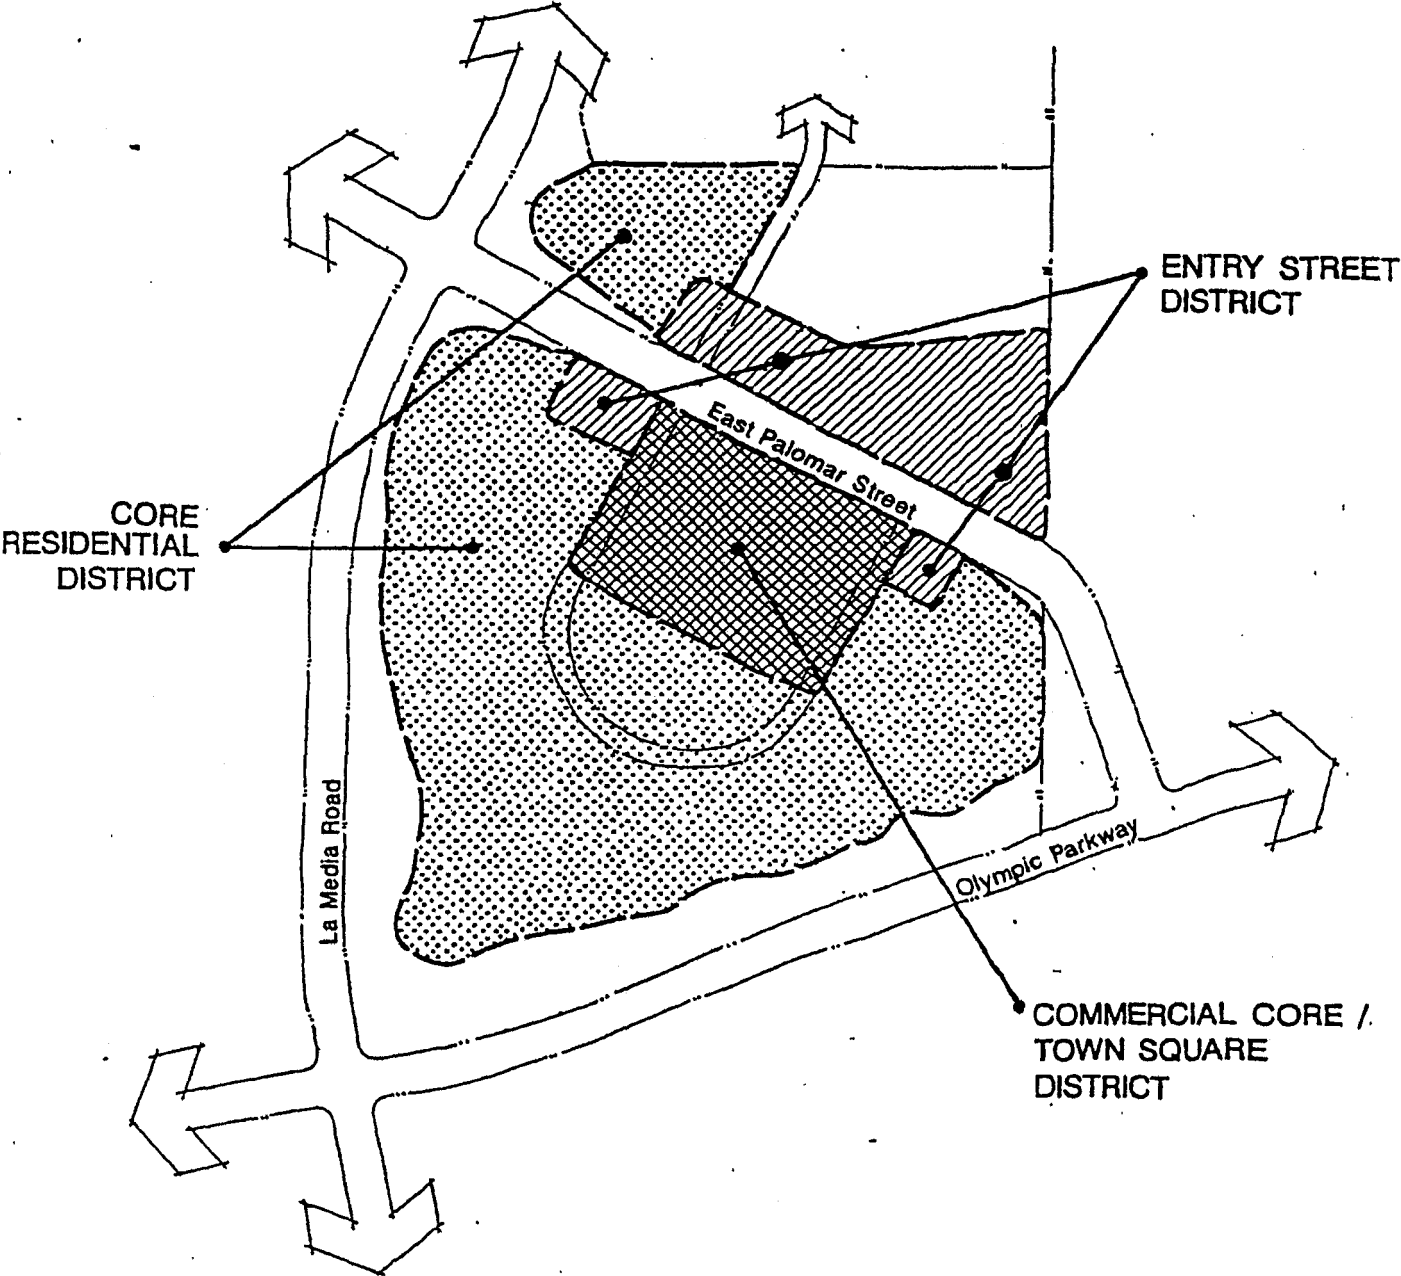 ENTRY STREET
DISTRICT
East Palomar Street
CORE
RESIDENTIAL
DISTRICT
La Media Road
Olympic Parkway
COMMERCIAL CORE /
TOWN SQUARE
DISTRICT